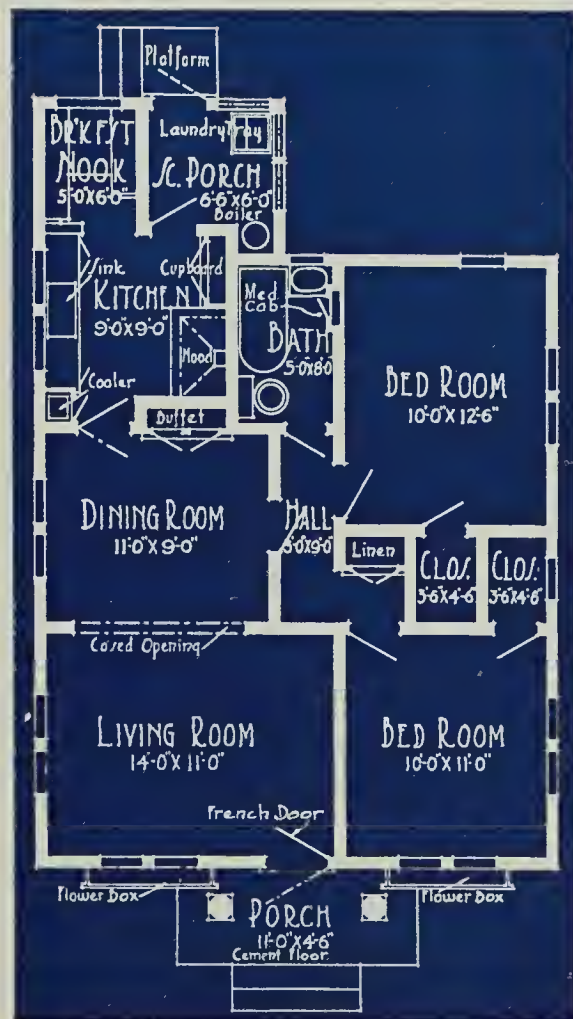 Platform
BR'KF'ST
NOOK
5'-0"X6'-0"
Laundry Tray
SC. PORCH
6'-6"X6'-0"
Boiler
Sink
Cupboard
KITCHEN
9'-0"X9'-0"
Hood
Cooler
Buffet
Med
Cab
BATH
5'-0"X8'-0"
BED ROOM
10'-0"X12'-6"
DINING ROOM
11'-0"X9'-0"
HALL
3'-0"X9'-0"
Linen
CLOS.
3'-6"X4'-6"
CLOS.
3'-6"X4'-6"
Cased Opening
LIVING ROOM
14'-0"X11'-0"
BED ROOM
10'-0"X11'-0"
French Door
Flower Box
PORCH
11'-0"X4'-6"
Cement Floor
Flower Box